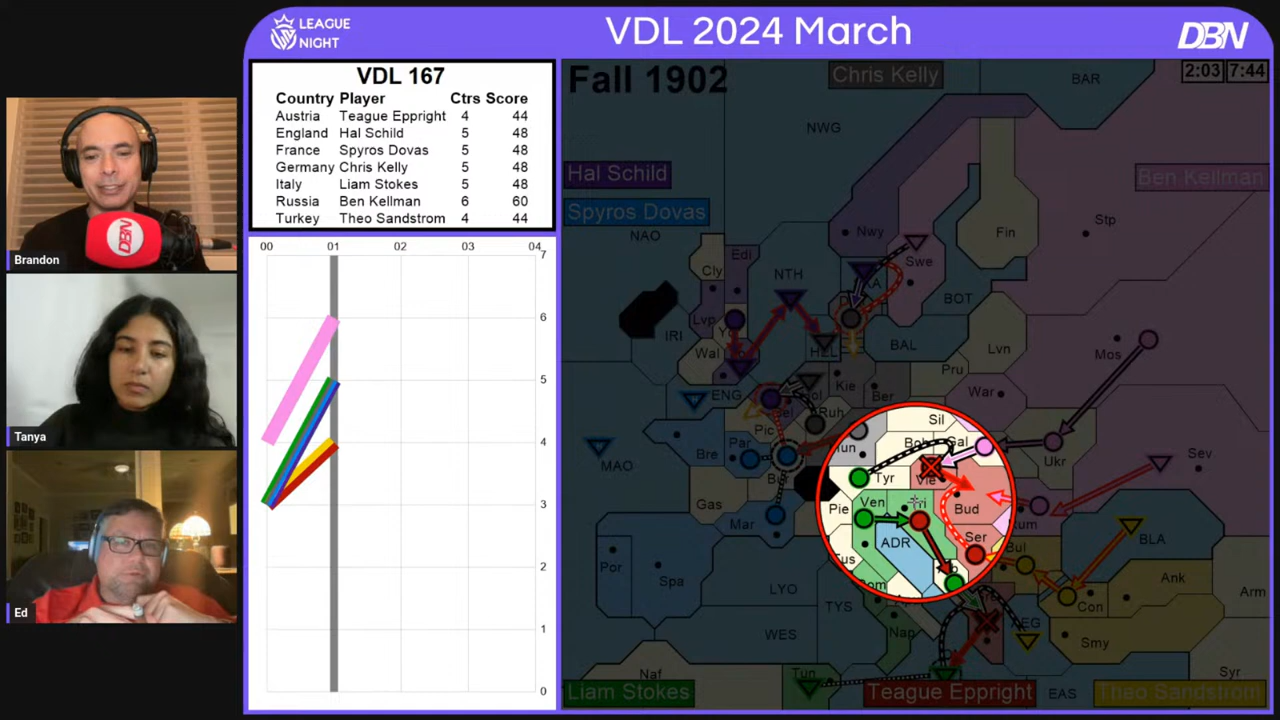 LEAGUE
NIGHT
VDL 2024 March
DBN
VDL 167
Country Player Ctrs Score
Austria Teague Eppright 4 44
England Hal Schild 5 48
France Spyros Dovas 5 48
Germany Chris Kelly 5 48
Italy Liam Stokes 5 48
Russia Ben Kellman 6 60
Turkey Theo Sandstrom 4 44
00 01 02 03 04
7
6
5
4
3
2
1
0
Brandon
DBN
Tanya
Ed
Fall 1902
Chris Kelly
2:03 7:44
BAR
NWG
Hal Schild
Ben Kellman
Spyros Dovas
NAO
Nwy
Fin
Stp
Edi
Cly
NTH
Swe
BOT
Lvp
IRI
Wal
HEL
BAL
Lvn
Mos
Pru
ENG
Kie
Ber
War
Ruh
Pic
Par
Bre
MAO
Gas
Mar
Ukr
Sev
Sil
Boh
Gal
Tyr
Vie
Pie
Ven
Tri
Bud
ADR
Ser
Bul
BLA
Por
Spa
LYO
TYS
WES
Nap
Con
Ank
Arm
AEG
Smy
Syr
Naf
Tun
EAS
Liam Stokes
Teague Eppright
Theo Sandstrom